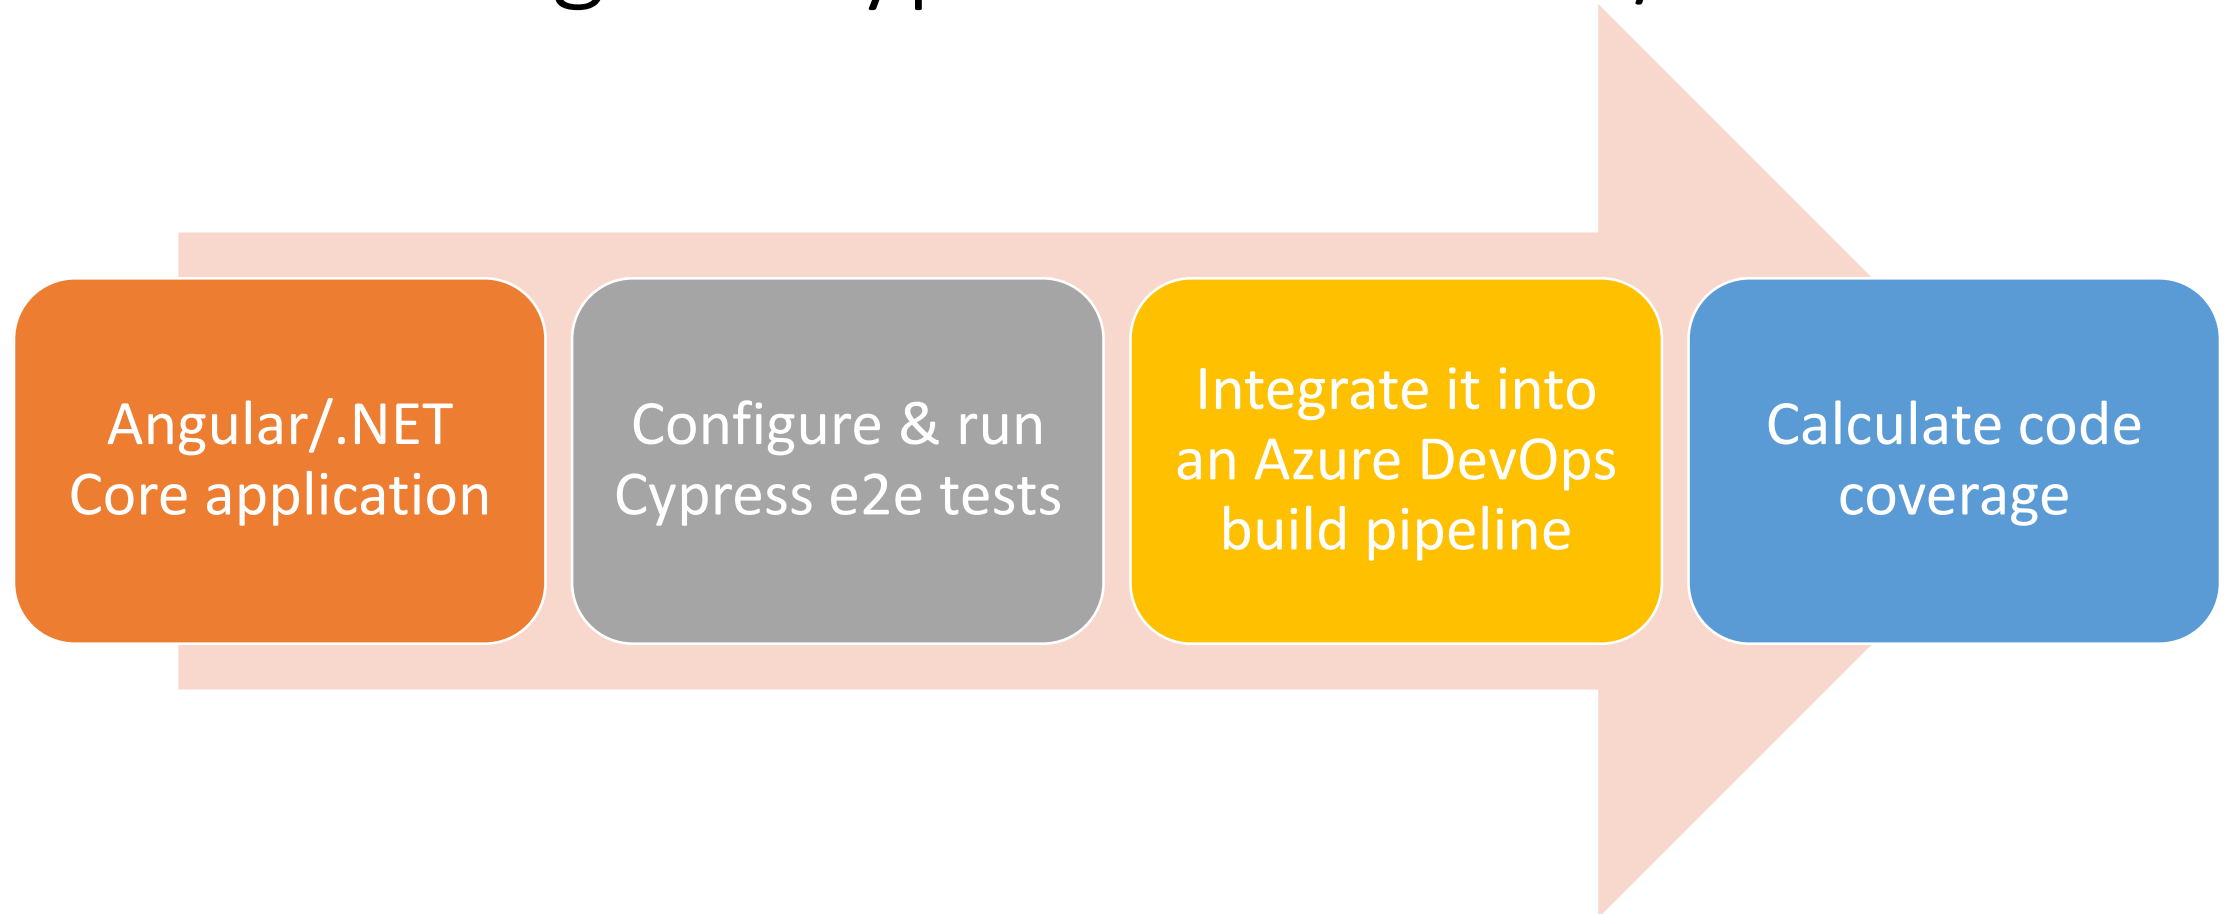 Angular/.NET
Core application
Configure & run
Cypress e2e tests
Integrate it into
an Azure DevOps
build pipeline
Calculate code
coverage